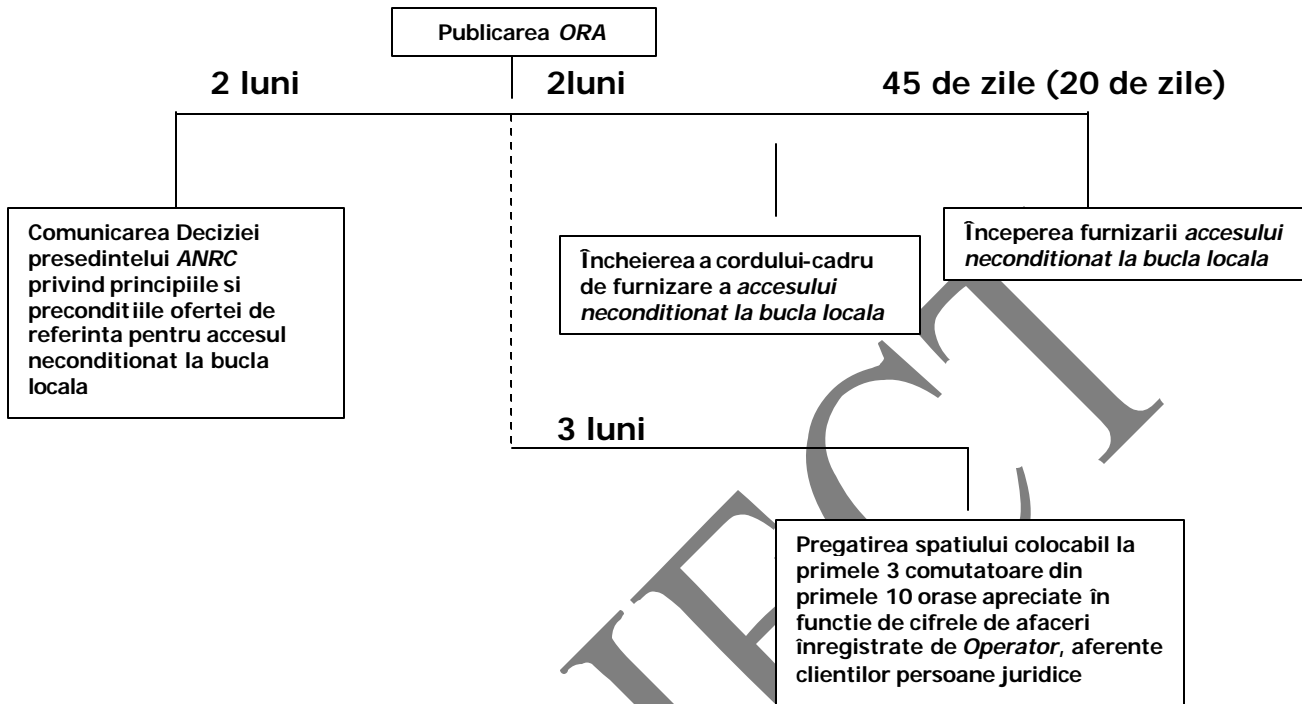 Publicarea ORA
2 luni
2luni
45 de zile (20 de zile)
Comunicarea Deciziei
presedintelui ANRC
privind principiile si
preconditiile ofertei de
referinta pentru accesul
neconditionat la bucla
locala
Încheierea a cordului-cadru
de furnizare a accesului
neconditionat la bucla locala
Începerea furnizarii accesului
neconditionat la bucla locala
3 luni
Pregatirea spatiului colocabil la
primele 3 comutatoare din
primele 10 orase apreciate în
functie de cifrele de afaceri
înregistrate de Operator, aferente
clientilor persoane juridice